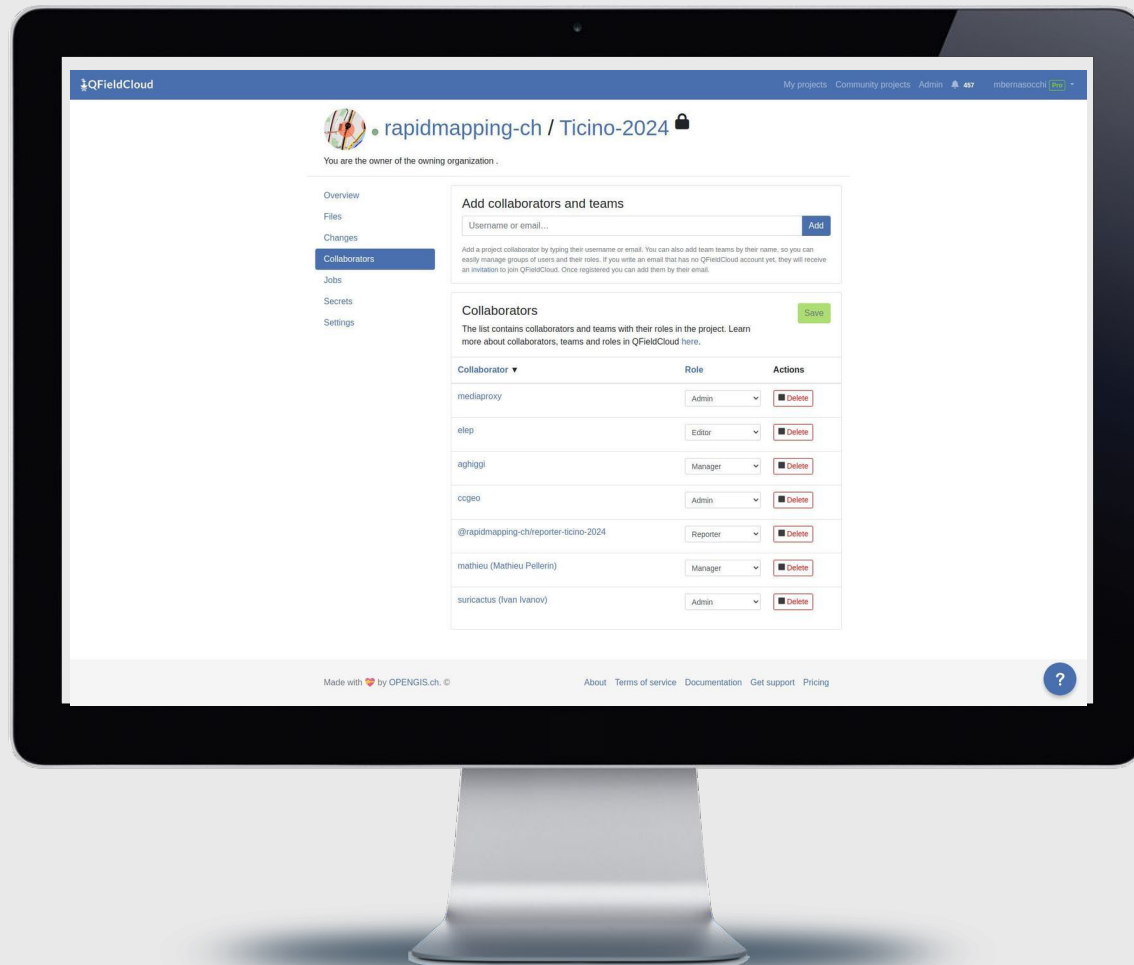 QFieldCloud
My projects Community projects Admin 457 mbernasocchi Pro
rapidmapping-ch / Ticino-2024
You are the owner of the owning organization .
Overview
Files
Changes
Collaborators
Jobs
Secrets
Settings
Add collaborators and teams
Username or email...
Add
Add a project collaborator by typing their username or email. You can also add team teams by their name, so you can
easily manage groups of users and their roles. If you write an email that has no QFieldCloud account yet, they will receive
an invitation to join QFieldCloud. Once registered you can add them by their email.
Collaborators
Save
The list contains collaborators and teams with their roles in the project. Learn
more about collaborators, teams and roles in QFieldCloud here.
Collaborator ▼ Role Actions
mediaproxy Admin Delete
elep Editor Delete
aghiggi Manager Delete
ccgeo Admin Delete
@rapidmapping-ch/reporter-ticino-2024 Reporter Delete
mathieu (Mathieu Pellerin) Manager Delete
suricactus (Ivan Ivanov) Admin Delete
Made with 💝 by OPENGIS.ch. © About Terms of service Documentation Get support Pricing
?